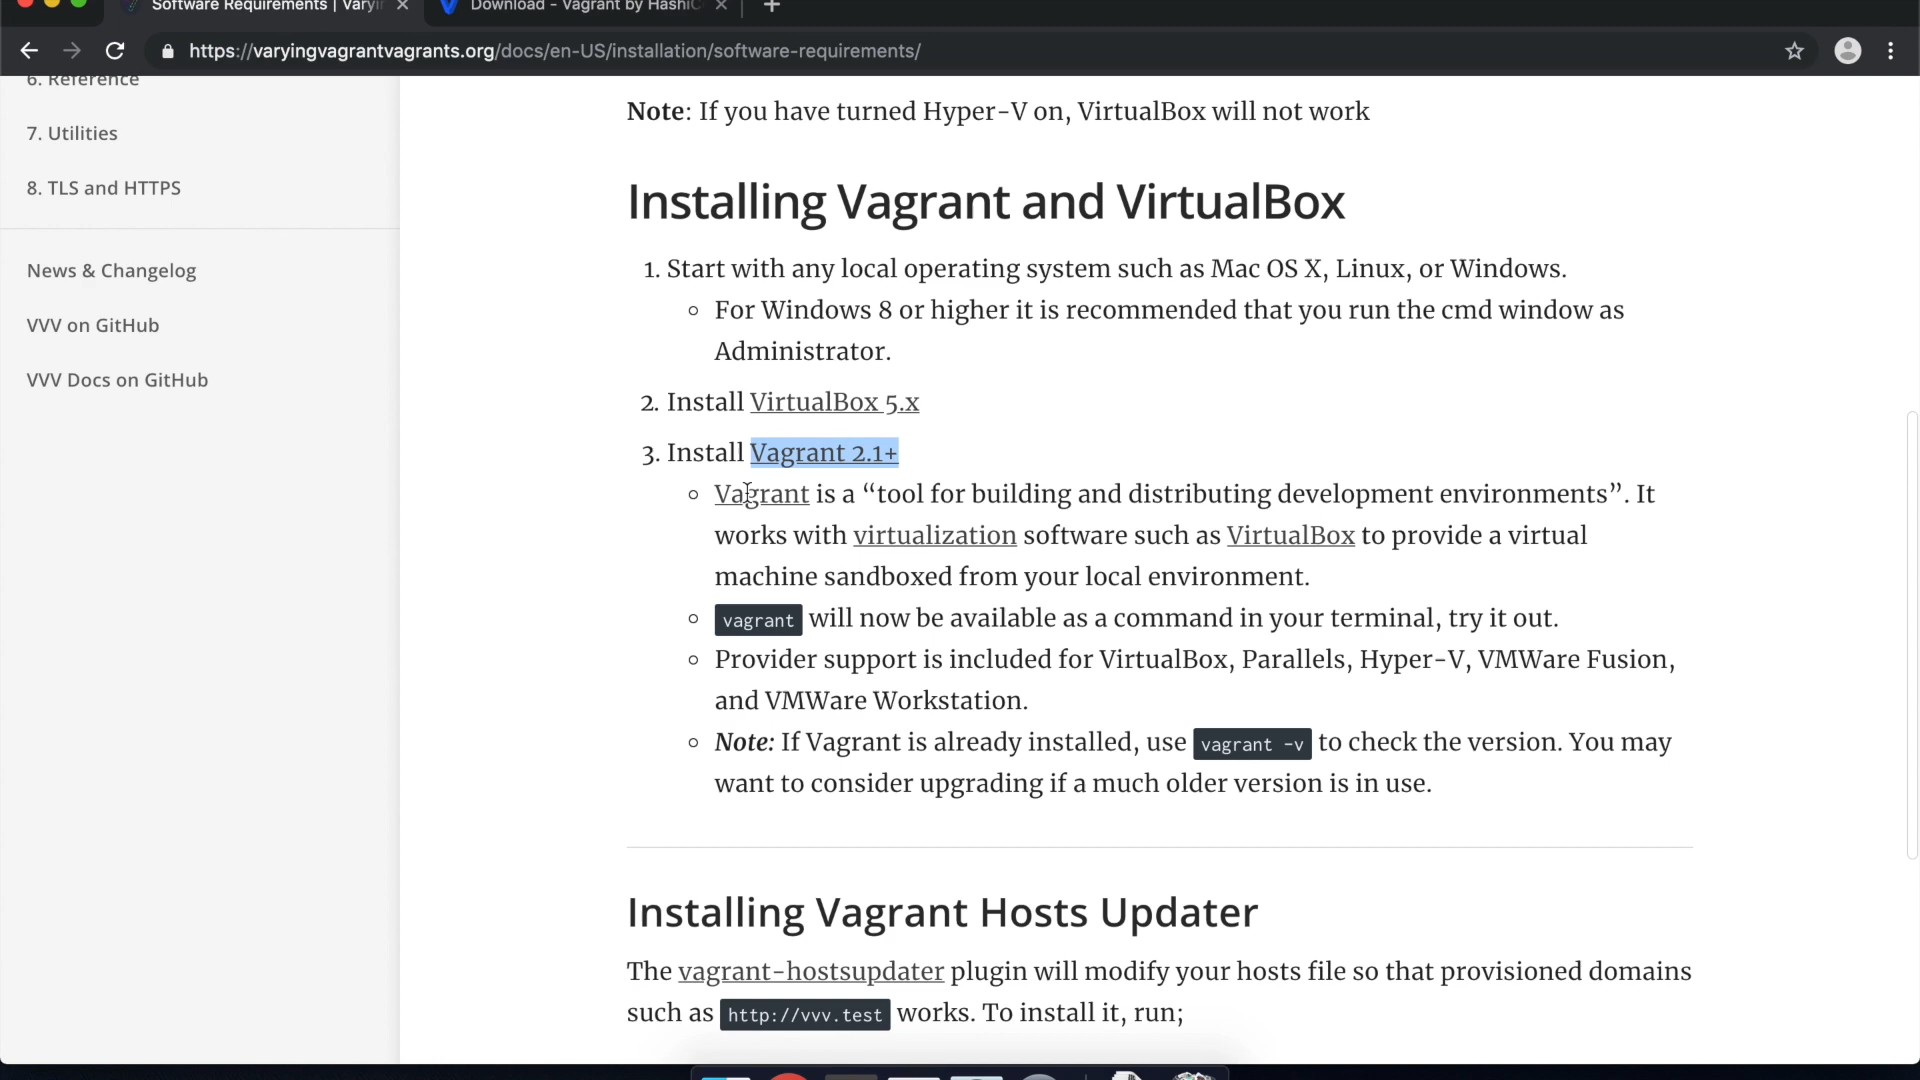 Software Requirements | Varyin
Download - Vagrant by HashiC
https://varyingvagrantvagrants.org/docs/en-US/installation/software-requirements/
6. Reference
7. Utilities
8. TLS and HTTPS
News & Changelog
VVV on GitHub
VVV Docs on GitHub
Note: If you have turned Hyper-V on, VirtualBox will not work
Installing Vagrant and VirtualBox
1. Start with any local operating system such as Mac OS X, Linux, or Windows.
For Windows 8 or higher it is recommended that you run the cmd window as
Administrator.
2. Install VirtualBox 5.x
3. Install Vagrant 2.1+
Vagrant is a “tool for building and distributing development environments”. It
works with virtualization software such as VirtualBox to provide a virtual
machine sandboxed from your local environment.
vagrant will now be available as a command in your terminal, try it out.
Provider support is included for VirtualBox, Parallels, Hyper-V, VMWare Fusion,
and VMWare Workstation.
Note: If Vagrant is already installed, use vagrant -v to check the version. You may
want to consider upgrading if a much older version is in use.
Installing Vagrant Hosts Updater
The vagrant-hostsupdater plugin will modify your hosts file so that provisioned domains
such as http://vvv.test works. To install it, run;